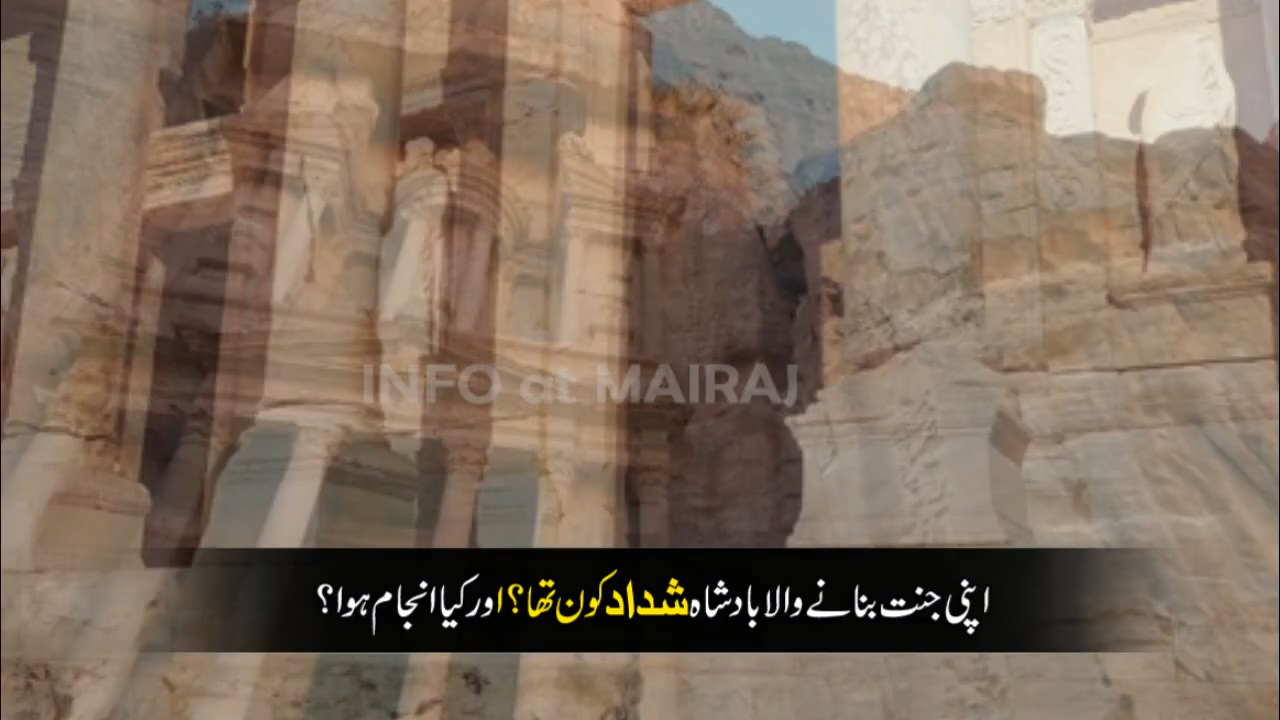 INFO at MAIRAJ
اپنی جنت بنانے والا بادشاہ شداد کون تھا؟ اور کیا انجام ہوا؟